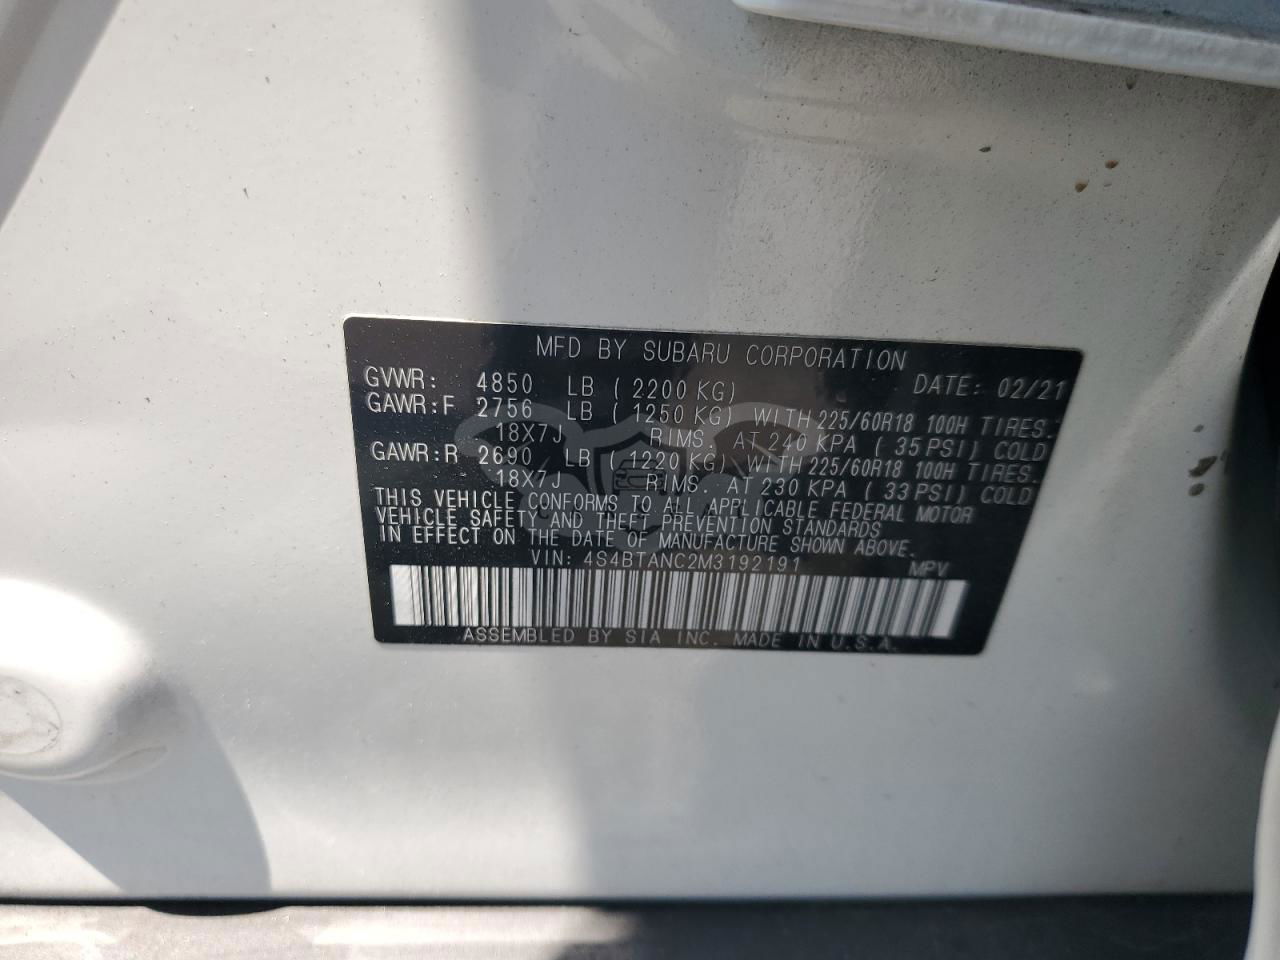 MFD BY SUBARU CORPORATION
GVWR: 4850 LB ( 2200 KG) DATE: 02/21
GAWR:F 2756 LB ( 1250 KG) WITH 225/60R18 100H TIRES.
18X7J RIMS. AT 240 KPA ( 35 PSI) COLD
GAWR:R 2690 LB ( 1220 KG) WITH 225/60R18 100H TIRES.
18X7J RIMS. AT 230 KPA ( 33 PSI) COLD
THIS VEHICLE CONFORMS TO ALL APPLICABLE FEDERAL MOTOR
VEHICLE SAFETY AND THEFT PREVENTION STANDARDS
IN EFFECT ON THE DATE OF MANUFACTURE SHOWN ABOVE.
VIN: 4S4BTANC2M3192191 MPV
ASSEMBLED BY SIA INC. MADE IN U.S.A.